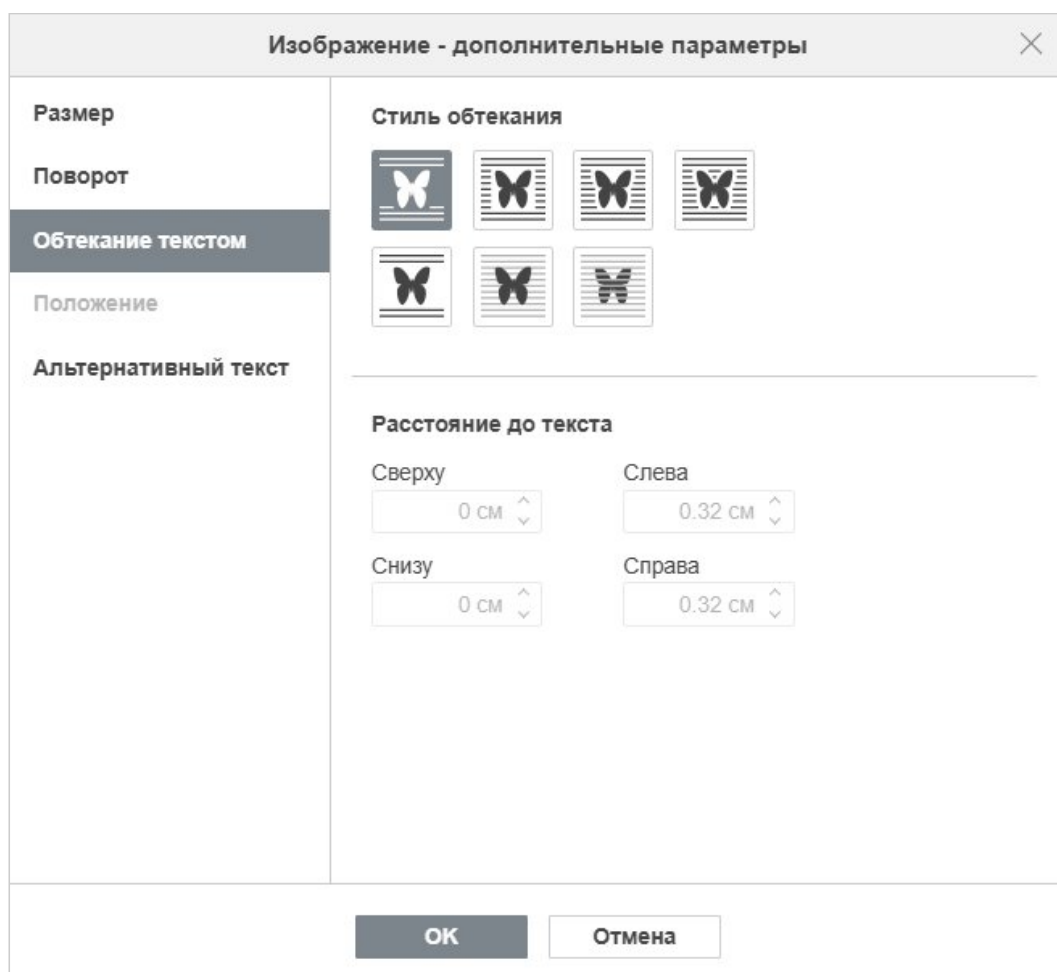 Изображение - дополнительные параметры
Размер
Поворот
Обтекание текстом
Положение
Альтернативный текст
Стиль обтекания
Расстояние до текста
Сверху
Слева
0 см
0.32 см
Снизу
Справа
0 см
0.32 см
OK
Отмена